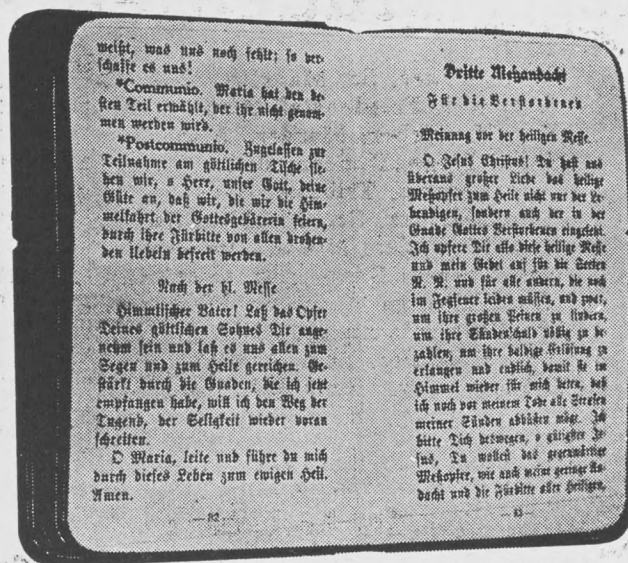 weißt, was uns noch fehlt; so ver-
schaffe es uns!
*Communio. Maria hat den be-
sten Teil erwählt, der ihr nicht genom-
men werden wird.
*Postcommunio. Zugelassen zur
Teilnahme am göttlichen Tische fle-
hen wir, o Herr, unser Gott, deine
Güte an, daß wir, die wir die Him-
melfahrt der Gottesgebärerin feiern,
durch ihre Fürbitte von allen drohen-
den Uebeln befreit werden.
Nach der hl. Messe
Himmlischer Vater! Laß das Opfer
Deines göttlichen Sohnes Dir ange-
nehm sein und laß es uns allen zum
Segen und zum Heile gereichen. Ge-
stärkt durch die Gnaden, die ich jetzt
empfangen habe, will ich den Weg der
Tugend, der Seligkeit wieder voran
schreiten.
O Maria, leite und führe du mich
durch dieses Leben zum ewigen Heil.
Amen.
— 82 —
Dritte Meßandacht
Für die Verstorbenen
Meinung vor der heiligen Messe.
O Jesus Christus! Du hast aus
überaus großer Liebe das heilige
Meßopfer zum Heile nicht nur der Le-
bendigen, sondern auch der in der
Gnade Gottes Verstorbenen eingesetzt.
Ich opfere Dir also diese heilige Messe
und mein Gebet auf für die Seelen
N. N. und für alle andern, die noch
im Fegfeuer leiden müssen, und zwar,
um ihre großen Peinen zu lindern,
um ihre Sündenschuld völlig zu be-
zahlen, um ihre baldige Erlösung zu
erlangen und endlich, damit sie im
Himmel wieder für mich beten, daß
ich noch vor meinem Tode alle Strafen
meiner Sünden abbüßen möge. Ich
bitte Dich deswegen, o gütigster Je-
sus, Du wollest das gegenwärtige
Meßopfer, wie auch mein geringe An-
dacht und die Fürbitte aller Heiligen,
— 83 —